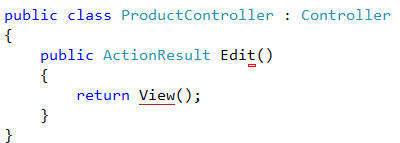 public class ProductController : Controller
{
    public ActionResult Edit()
    {
        return View();
    }
}